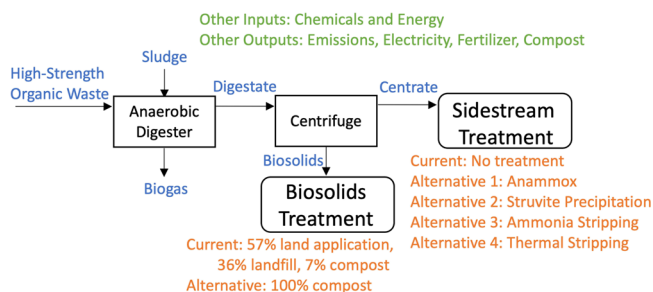 Other Inputs: Chemicals and Energy
Other Outputs: Emissions, Electricity, Fertilizer, Compost
Sludge
High-Strength
Organic Waste
Anaerobic
Digester
Digestate
Centrifuge
Centrate
Sidestream
Treatment
Biogas
Biosolids
Biosolids
Treatment
Current: 57% land application,
36% landfill, 7% compost
Alternative: 100% compost
Current: No treatment
Alternative 1: Anammox
Alternative 2: Struvite Precipitation
Alternative 3: Ammonia Stripping
Alternative 4: Thermal Stripping